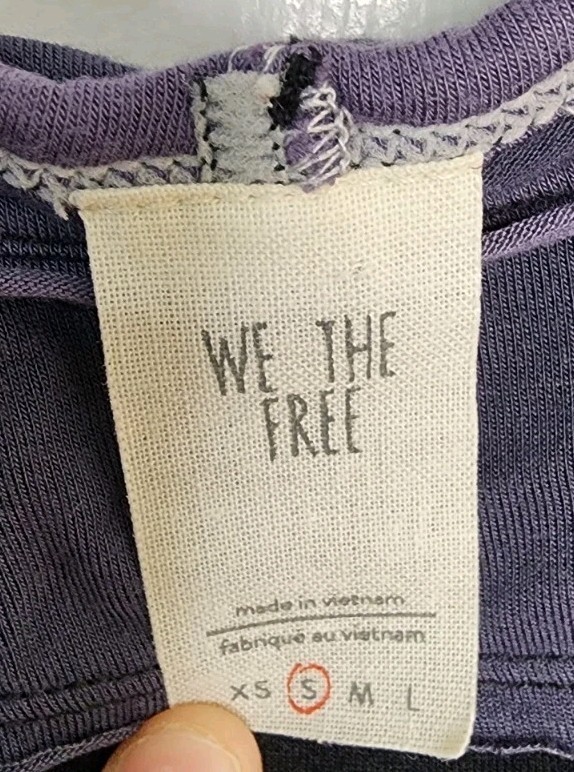 WE THE
FREE
made in vietnam
fabriqué au vietnam
XS S M L